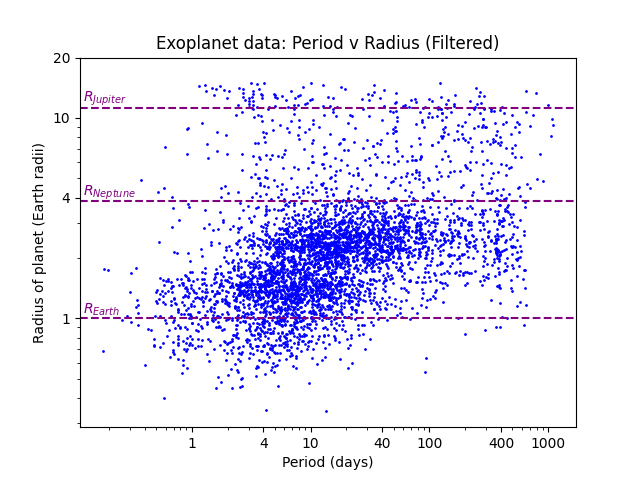 Exoplanet data: Period v Radius (Filtered)
20
R_Jupiter
10
R_Neptune
4
R_Earth
1
Radius of planet (Earth radii)
1 4 10 40 100 400 1000
Period (days)